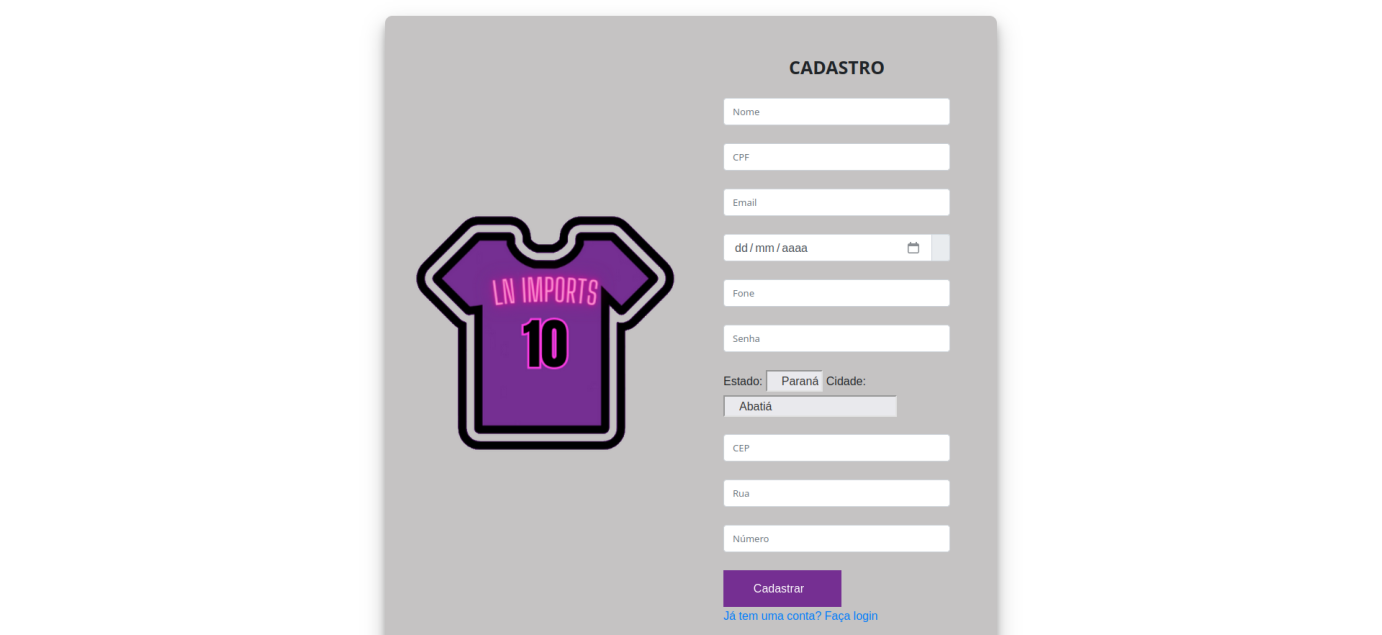 CADASTRO
Nome
CPF
Email
dd/mm/aaaa
LN IMPORTS
10
Fone
Senha
Estado: Paraná Cidade:
Abatiá
CEP
Rua
Número
Cadastrar
Já tem uma conta? Faça login